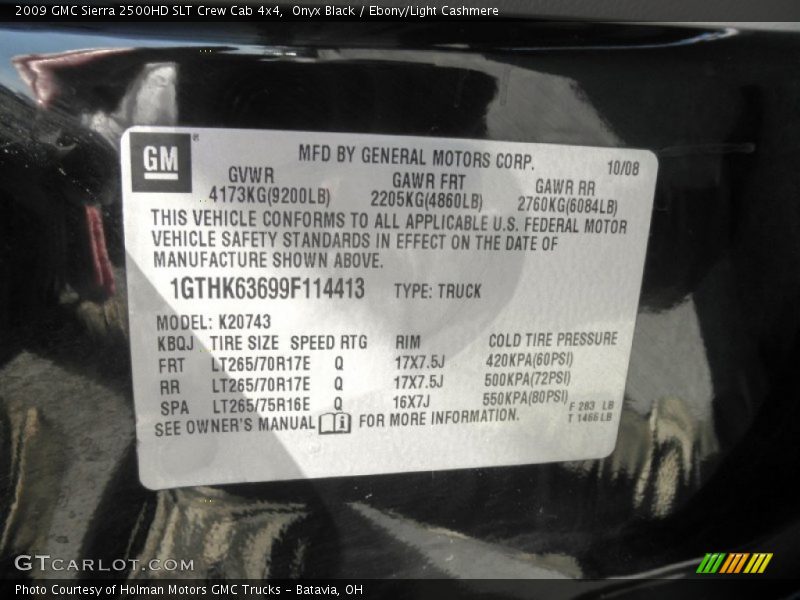 2009 GMC Sierra 2500HD SLT Crew Cab 4x4, Onyx Black / Ebony/Light Cashmere
GM
MFD BY GENERAL MOTORS CORP. 10/08
GVWR GAWR FRT GAWR RR
4173KG(9200LB) 2205KG(4860LB) 2760KG(6084LB)
THIS VEHICLE CONFORMS TO ALL APPLICABLE U.S. FEDERAL MOTOR
VEHICLE SAFETY STANDARDS IN EFFECT ON THE DATE OF
MANUFACTURE SHOWN ABOVE.
1GTHK63699F114413 TYPE: TRUCK
MODEL: K20743
KBQJ TIRE SIZE SPEED RTG RIM COLD TIRE PRESSURE
FRT LT265/70R17E Q 17X7.5J 420KPA(60PSI)
RR LT265/70R17E Q 17X7.5J 500KPA(72PSI)
SPA LT265/75R16E Q 16X7J 550KPA(80PSI)
F 283 LB
T 1466 LB
SEE OWNER'S MANUAL FOR MORE INFORMATION.
GTCARLOT.COM
Photo Courtesy of Holman Motors GMC Trucks - Batavia, OH